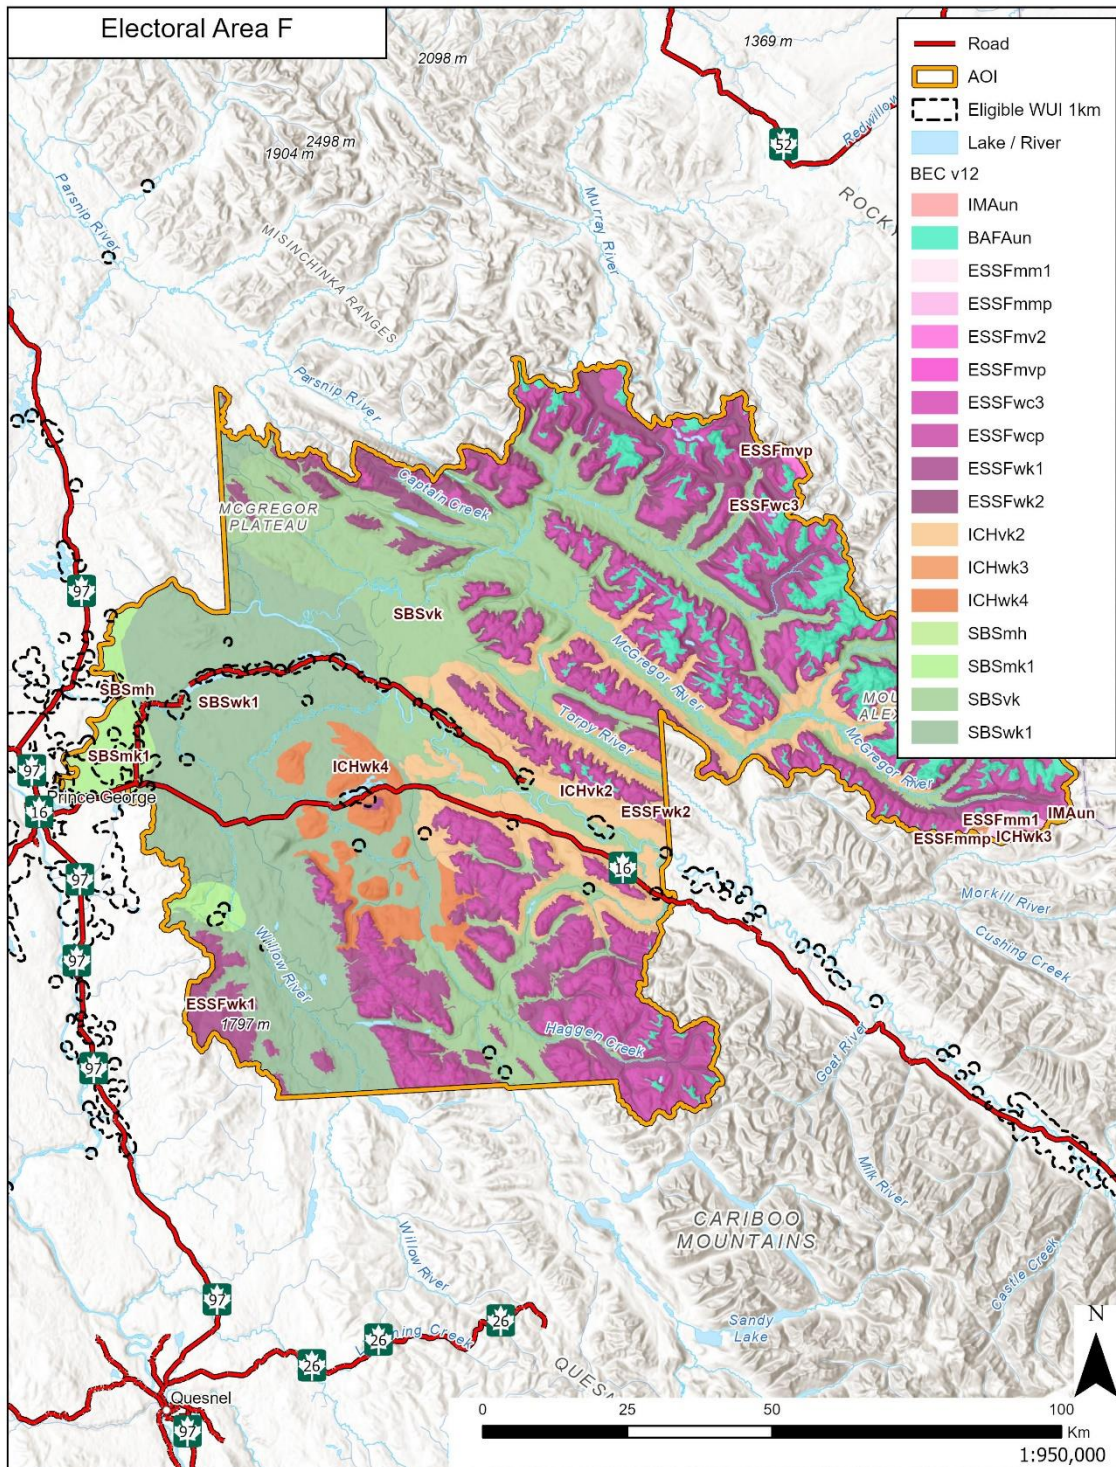 Electoral Area F
Road
AOI
Eligible WUI 1km
Lake / River
BEC v12
IMAun
BAFAun
ESSFmm1
ESSFmmp
ESSFmv2
ESSFmvp
ESSFwc3
ESSFwcp
ESSFwk1
ESSFwk2
ICHvk2
ICHwk3
ICHwk4
SBSmh
SBSmk1
SBSvk
SBSwk1
1369 m
2098 m
2498 m
1904 m
52
Redwillow
ROCKY
Parsnip River
Murray River
MISINCHINKA RANGES
Parsnip River
ESSFmvp
Captain Creek
ESSFwc3
MCGREGOR
PLATEAU
97
SBSvk
McGregor River
SBSmh
SBSwk1
MOU
ALEX
Torpy River
McGregor River
SBSmk1
ICHwk4
97
ICHvk2
Prince George
ESSFwk2
16
IMAun
ESSFmm1
ESSFmmp
ICHwk3
16
97
Morkill River
Cushing Creek
Willow River
97
ESSFwk1
1797 m
Haggen Creek
Goat River
97
Milk River
CARIBOO
MOUNTAINS
Willow River
Castle Creek
97
26
Sandy
Lake
26
26
ning Creek
QUES
Quesnel
97
N
0
25
50
100
Km
1:950,000